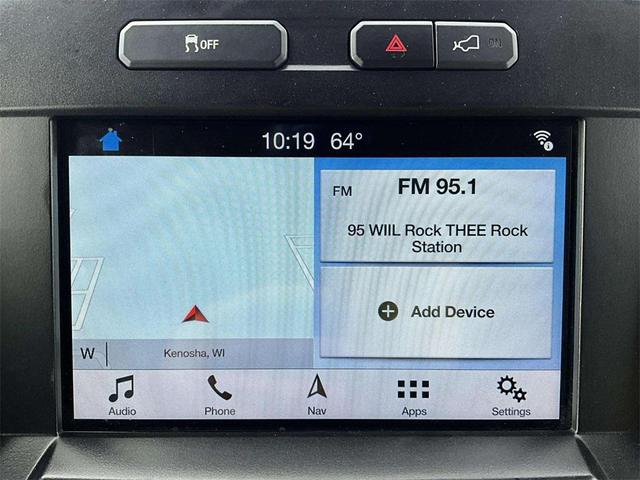 OFF
ON
10:19 64°
FM FM 95.1
95 WIIL Rock THEE Rock
Station
Add Device
W Kenosha, WI
Audio Phone Nav Apps Settings